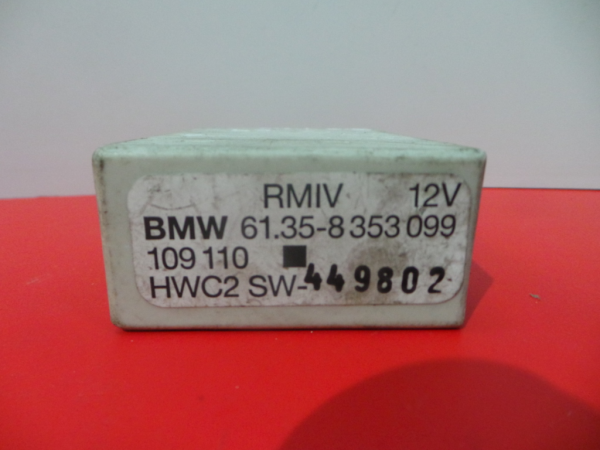 RMIV 12V
BMW 61.35-8 353 099
109 110
HWC2 SW-449802